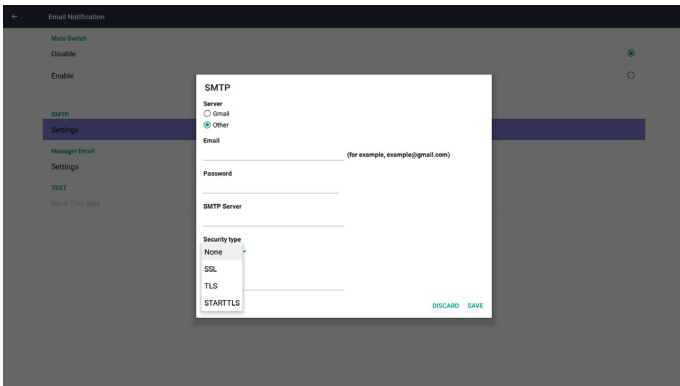 Email Notification
Main Switch
Disable
Enable
SMTP
Settings
Manager Email
Settings
TEST
Send Test Mail
SMTP
Server
Gmail
Other
Email
(for example, example@gmail.com)
Password
SMTP Server
Security type
None
SSL
TLS
STARTTLS
DISCARD SAVE